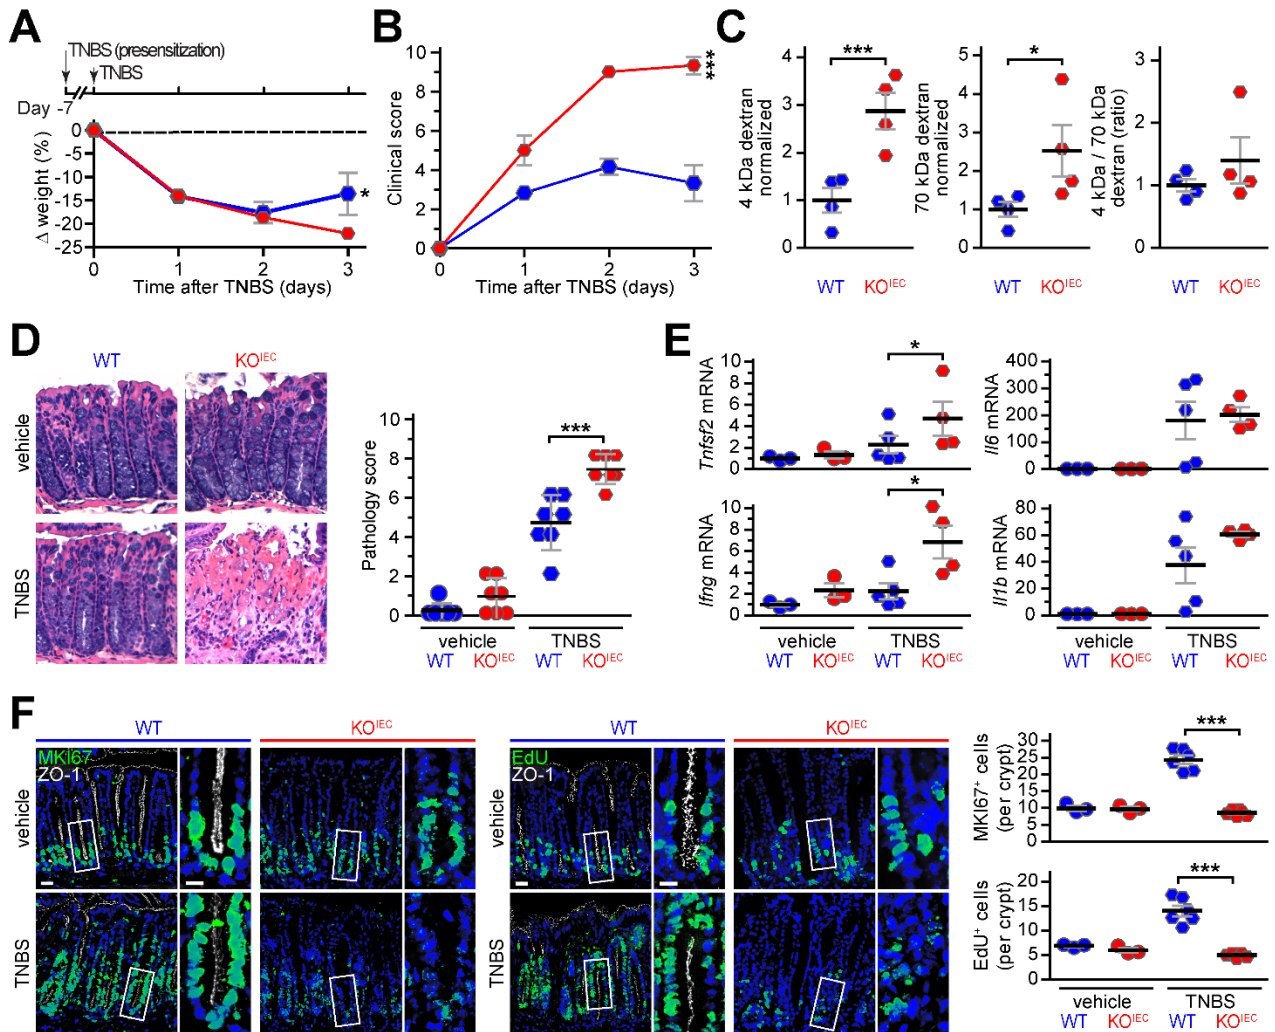 A
TNBS (presensitization)
TNBS
Day -7
0
-5
-10
-15
-20
-25
Δ weight (%)
*
0 1 2 3
Time after TNBS (days)
B
10
8
6
4
2
0
Clinical score
***
0 1 2 3
Time after TNBS (days)
C
4
3
2
1
0
4 kDa dextran
normalized
***
WT KO^IEC
5
4
3
2
1
0
70 kDa dextran
normalized
*
WT KO^IEC
3
2
1
0
4 kDa / 70 kDa
dextran (ratio)
WT KO^IEC
D
WT KO^IEC
vehicle
TNBS
10
8
6
4
2
0
Pathology score
***
vehicle TNBS
WT KO^IEC WT KO^IEC
E
10
8
6
4
2
0
Tnfsf2 mRNA
*
400
300
200
100
0
Il6 mRNA
10
8
6
4
2
0
Ifng mRNA
*
80
60
40
20
0
Il1b mRNA
vehicle TNBS
WT KO^IEC WT KO^IEC
vehicle TNBS
WT KO^IEC WT KO^IEC
F
WT KO^IEC WT KO^IEC
MKI67
ZO-1
EdU
ZO-1
vehicle
TNBS
vehicle
TNBS
30
25
20
15
10
5
0
MKI67+ cells
(per crypt)
***
20
15
10
5
0
EdU+ cells
(per crypt)
***
vehicle TNBS
WT KO^IEC WT KO^IEC